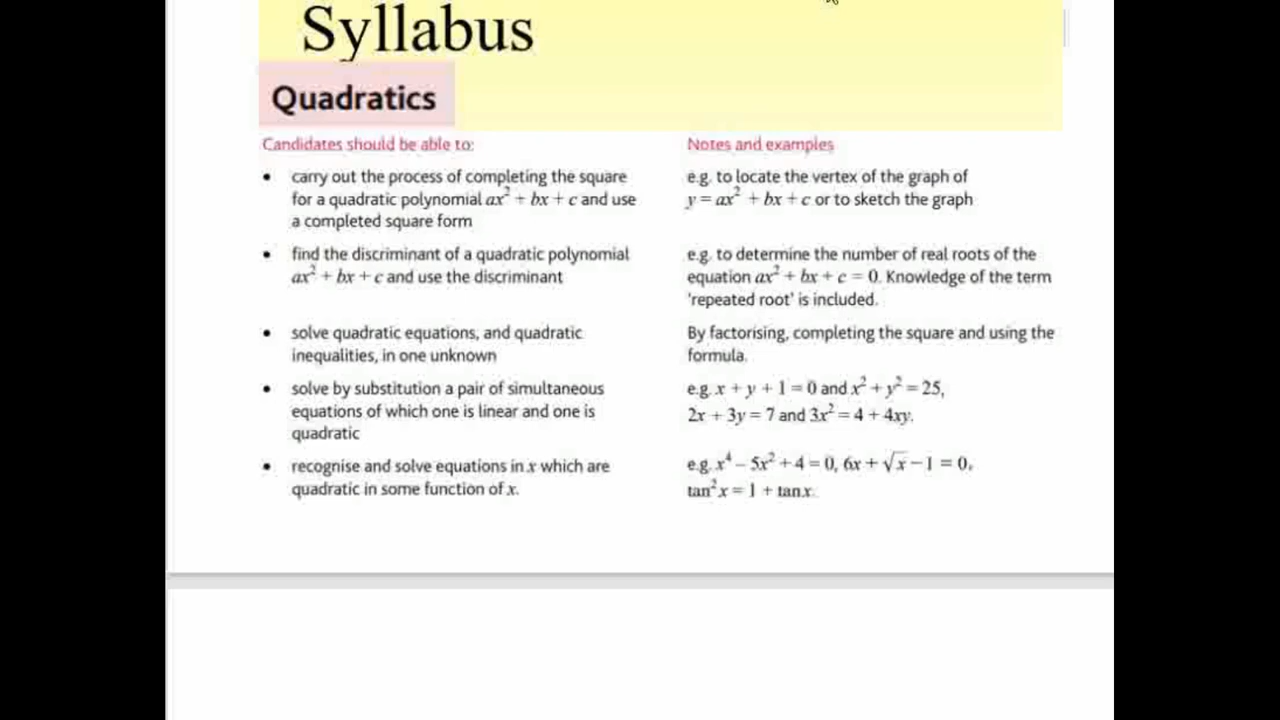 Syllabus
Quadratics
Candidates should be able to:
Notes and examples
• carry out the process of completing the square
for a quadratic polynomial ax² + bx + c and use
a completed square form
e.g. to locate the vertex of the graph of
y = ax² + bx + c or to sketch the graph
• find the discriminant of a quadratic polynomial
ax² + bx + c and use the discriminant
e.g. to determine the number of real roots of the
equation ax² + bx + c = 0. Knowledge of the term
'repeated root' is included.
• solve quadratic equations, and quadratic
inequalities, in one unknown
By factorising, completing the square and using the
formula.
• solve by substitution a pair of simultaneous
equations of which one is linear and one is
quadratic
e.g. x + y + 1 = 0 and x² + y² = 25,
2x + 3y = 7 and 3x² = 4 + 4xy.
• recognise and solve equations in x which are
quadratic in some function of x.
e.g. x⁴ – 5x² + 4 = 0, 6x + √x – 1 = 0,
tan²x = 1 + tan x.